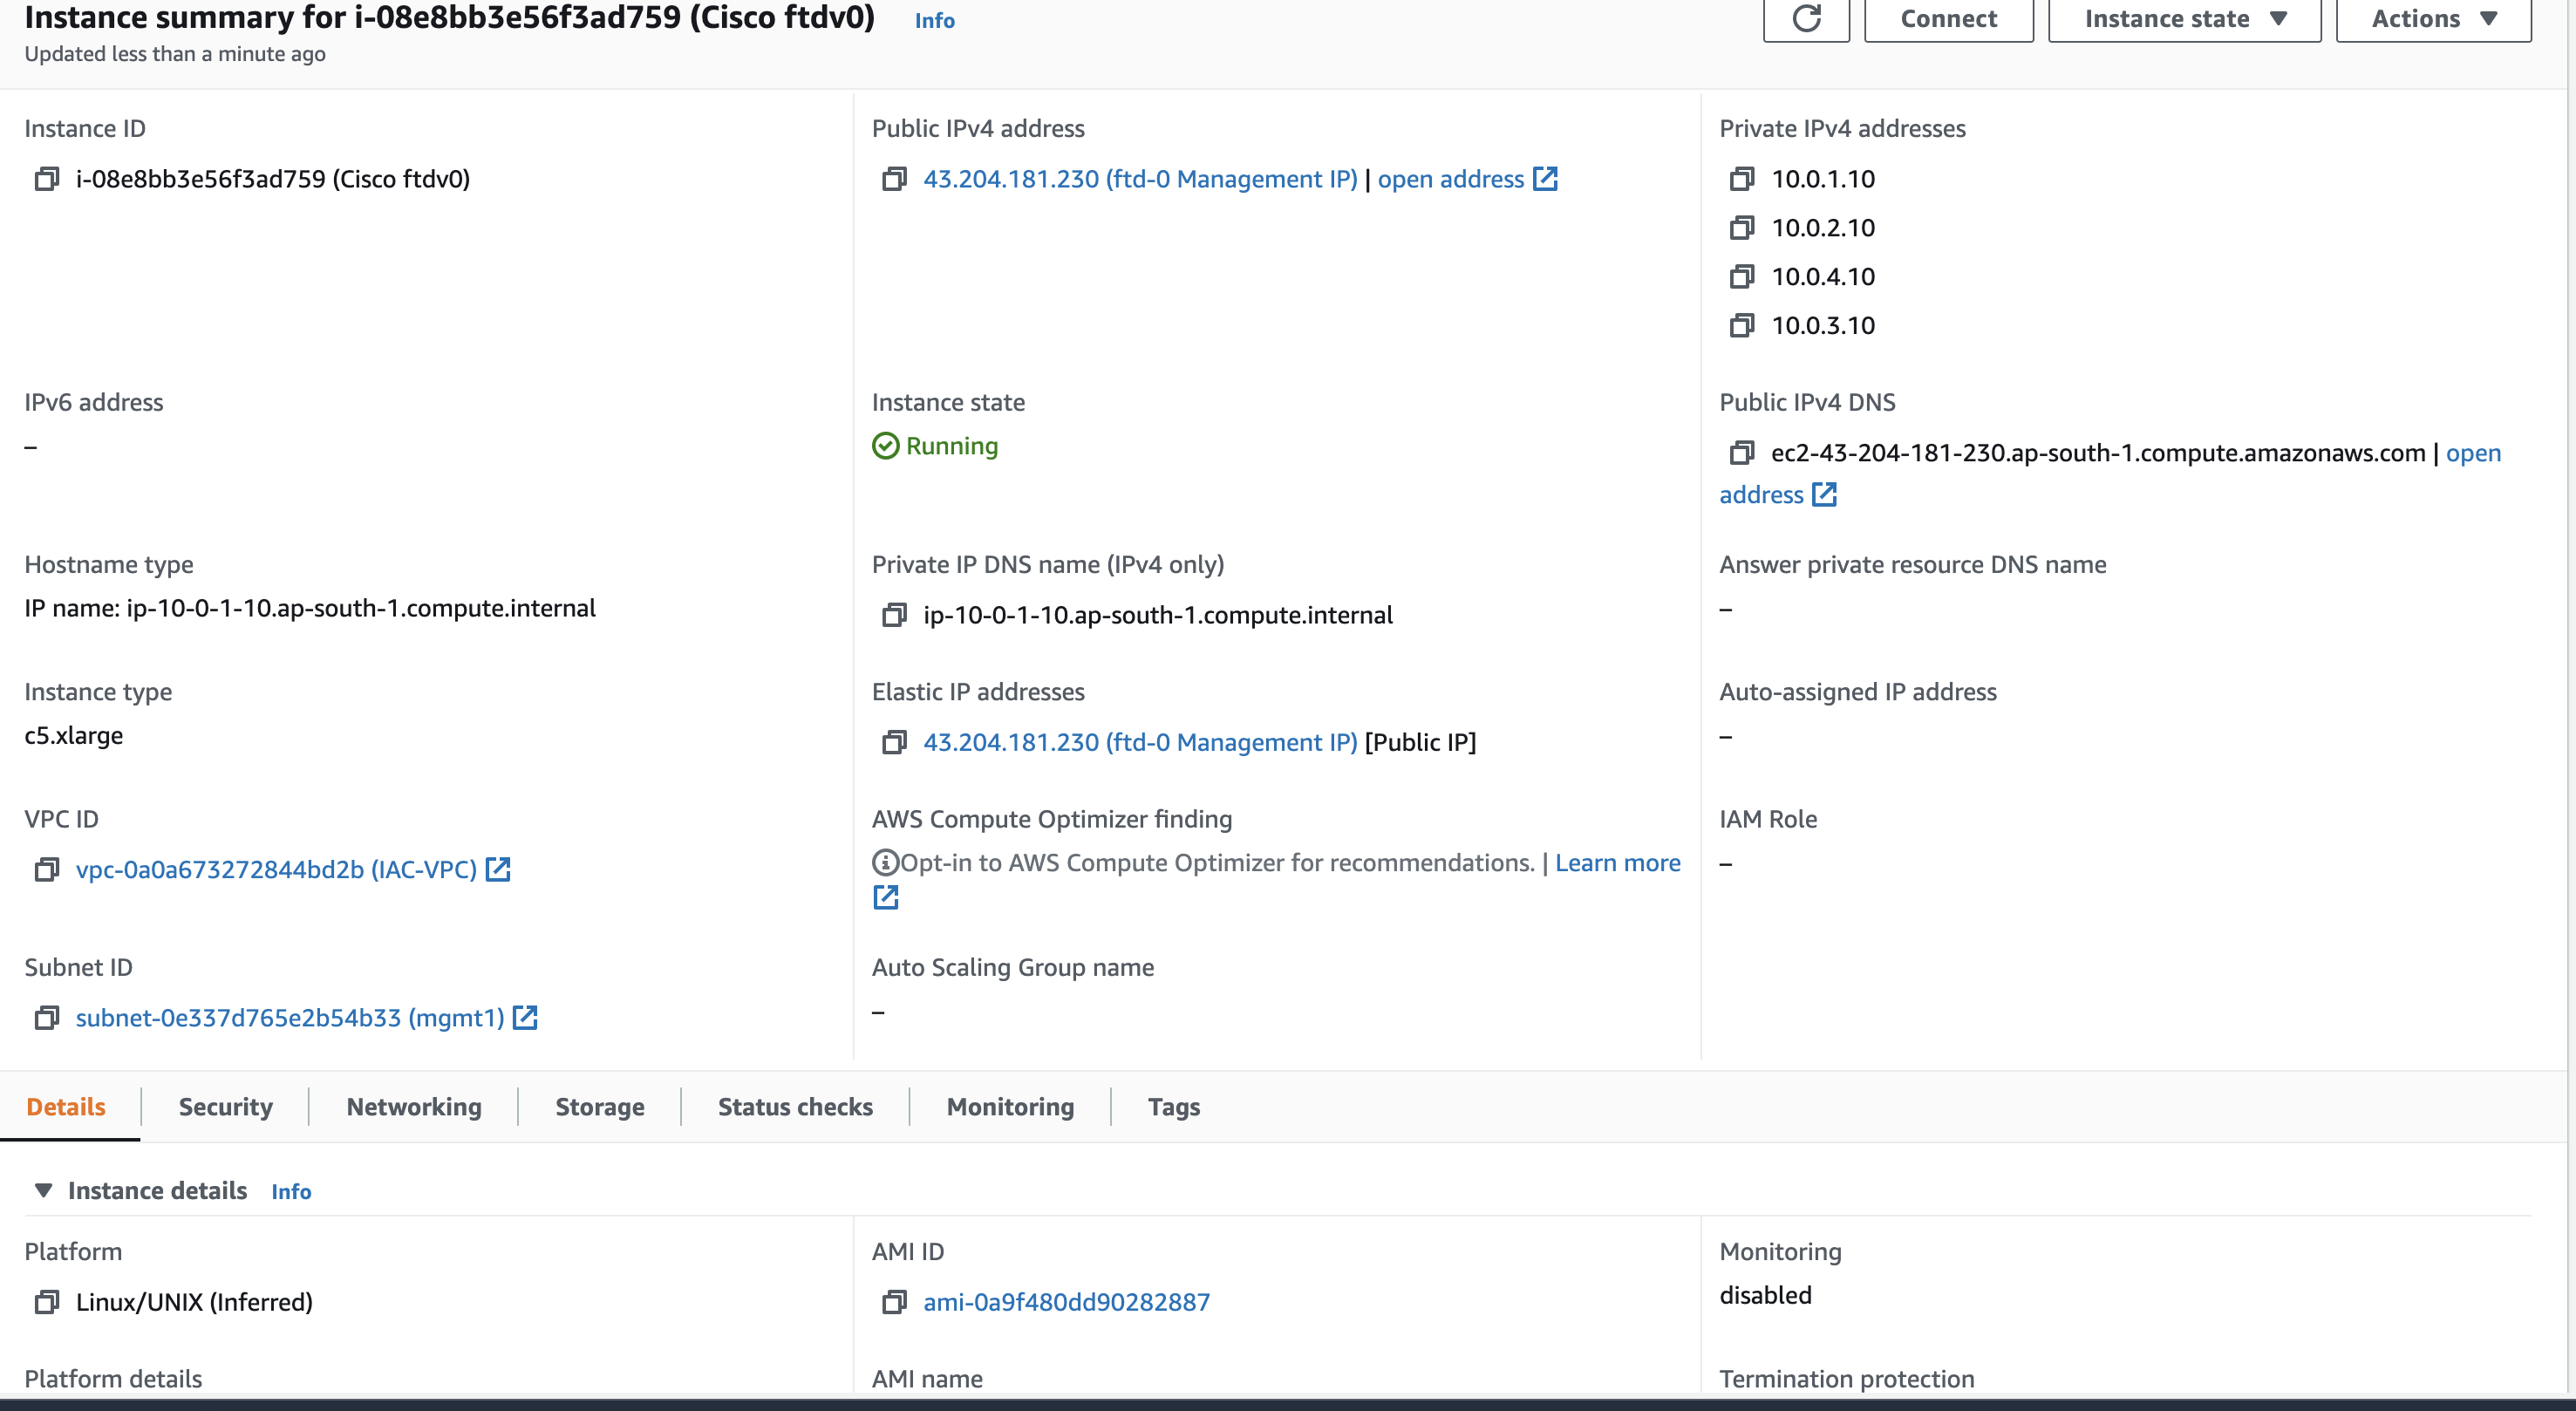 Instance summary for i-08e8bb3e56f3ad759 (Cisco ftdv0) Info
Updated less than a minute ago
Connect
Instance state
Actions
Instance ID
i-08e8bb3e56f3ad759 (Cisco ftdv0)
Public IPv4 address
43.204.181.230 (ftd-0 Management IP) | open address
Private IPv4 addresses
10.0.1.10
10.0.2.10
10.0.4.10
10.0.3.10
IPv6 address
–
Instance state
Running
Public IPv4 DNS
ec2-43-204-181-230.ap-south-1.compute.amazonaws.com | open
address
Hostname type
IP name: ip-10-0-1-10.ap-south-1.compute.internal
Private IP DNS name (IPv4 only)
ip-10-0-1-10.ap-south-1.compute.internal
Answer private resource DNS name
–
Instance type
c5.xlarge
Elastic IP addresses
43.204.181.230 (ftd-0 Management IP) [Public IP]
Auto-assigned IP address
–
VPC ID
vpc-0a0a673272844bd2b (IAC-VPC)
AWS Compute Optimizer finding
Opt-in to AWS Compute Optimizer for recommendations. | Learn more
IAM Role
–
Subnet ID
subnet-0e337d765e2b54b33 (mgmt1)
Auto Scaling Group name
–
Details
Security
Networking
Storage
Status checks
Monitoring
Tags
Instance details Info
Platform
Linux/UNIX (Inferred)
AMI ID
ami-0a9f480dd90282887
Monitoring
disabled
Platform details
AMI name
Termination protection